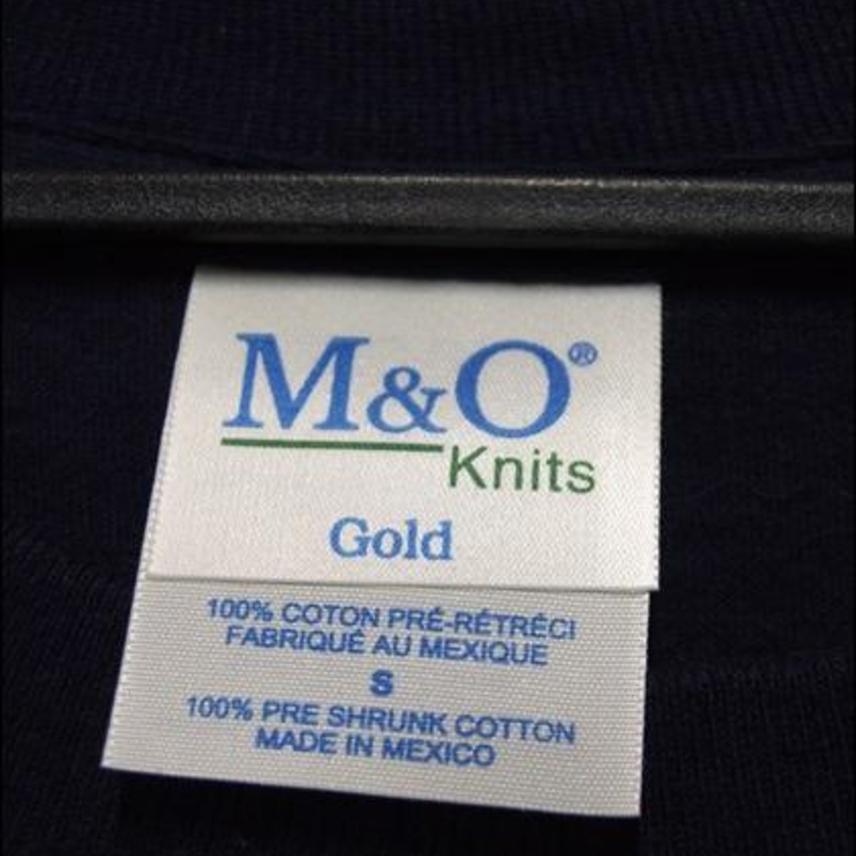 M&O®
Knits
Gold
100% COTON PRÉ-RÉTRÉCI
FABRIQUÉ AU MEXIQUE
S
100% PRE SHRUNK COTTON
MADE IN MEXICO